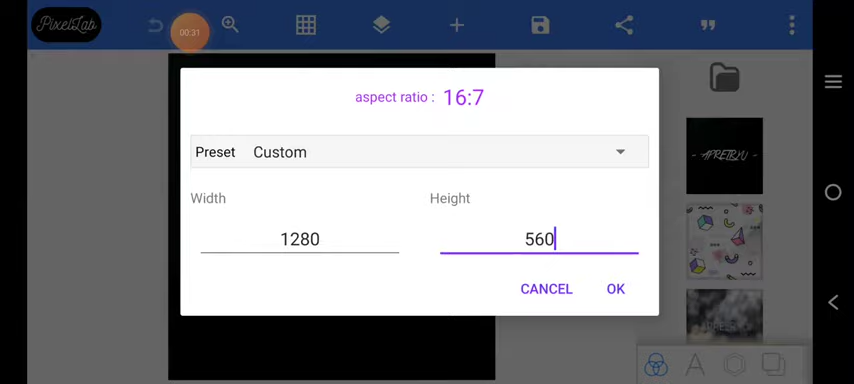 PixelLab
00:31
aspect ratio : 16:7
Preset Custom
Width Height
1280 560
CANCEL OK